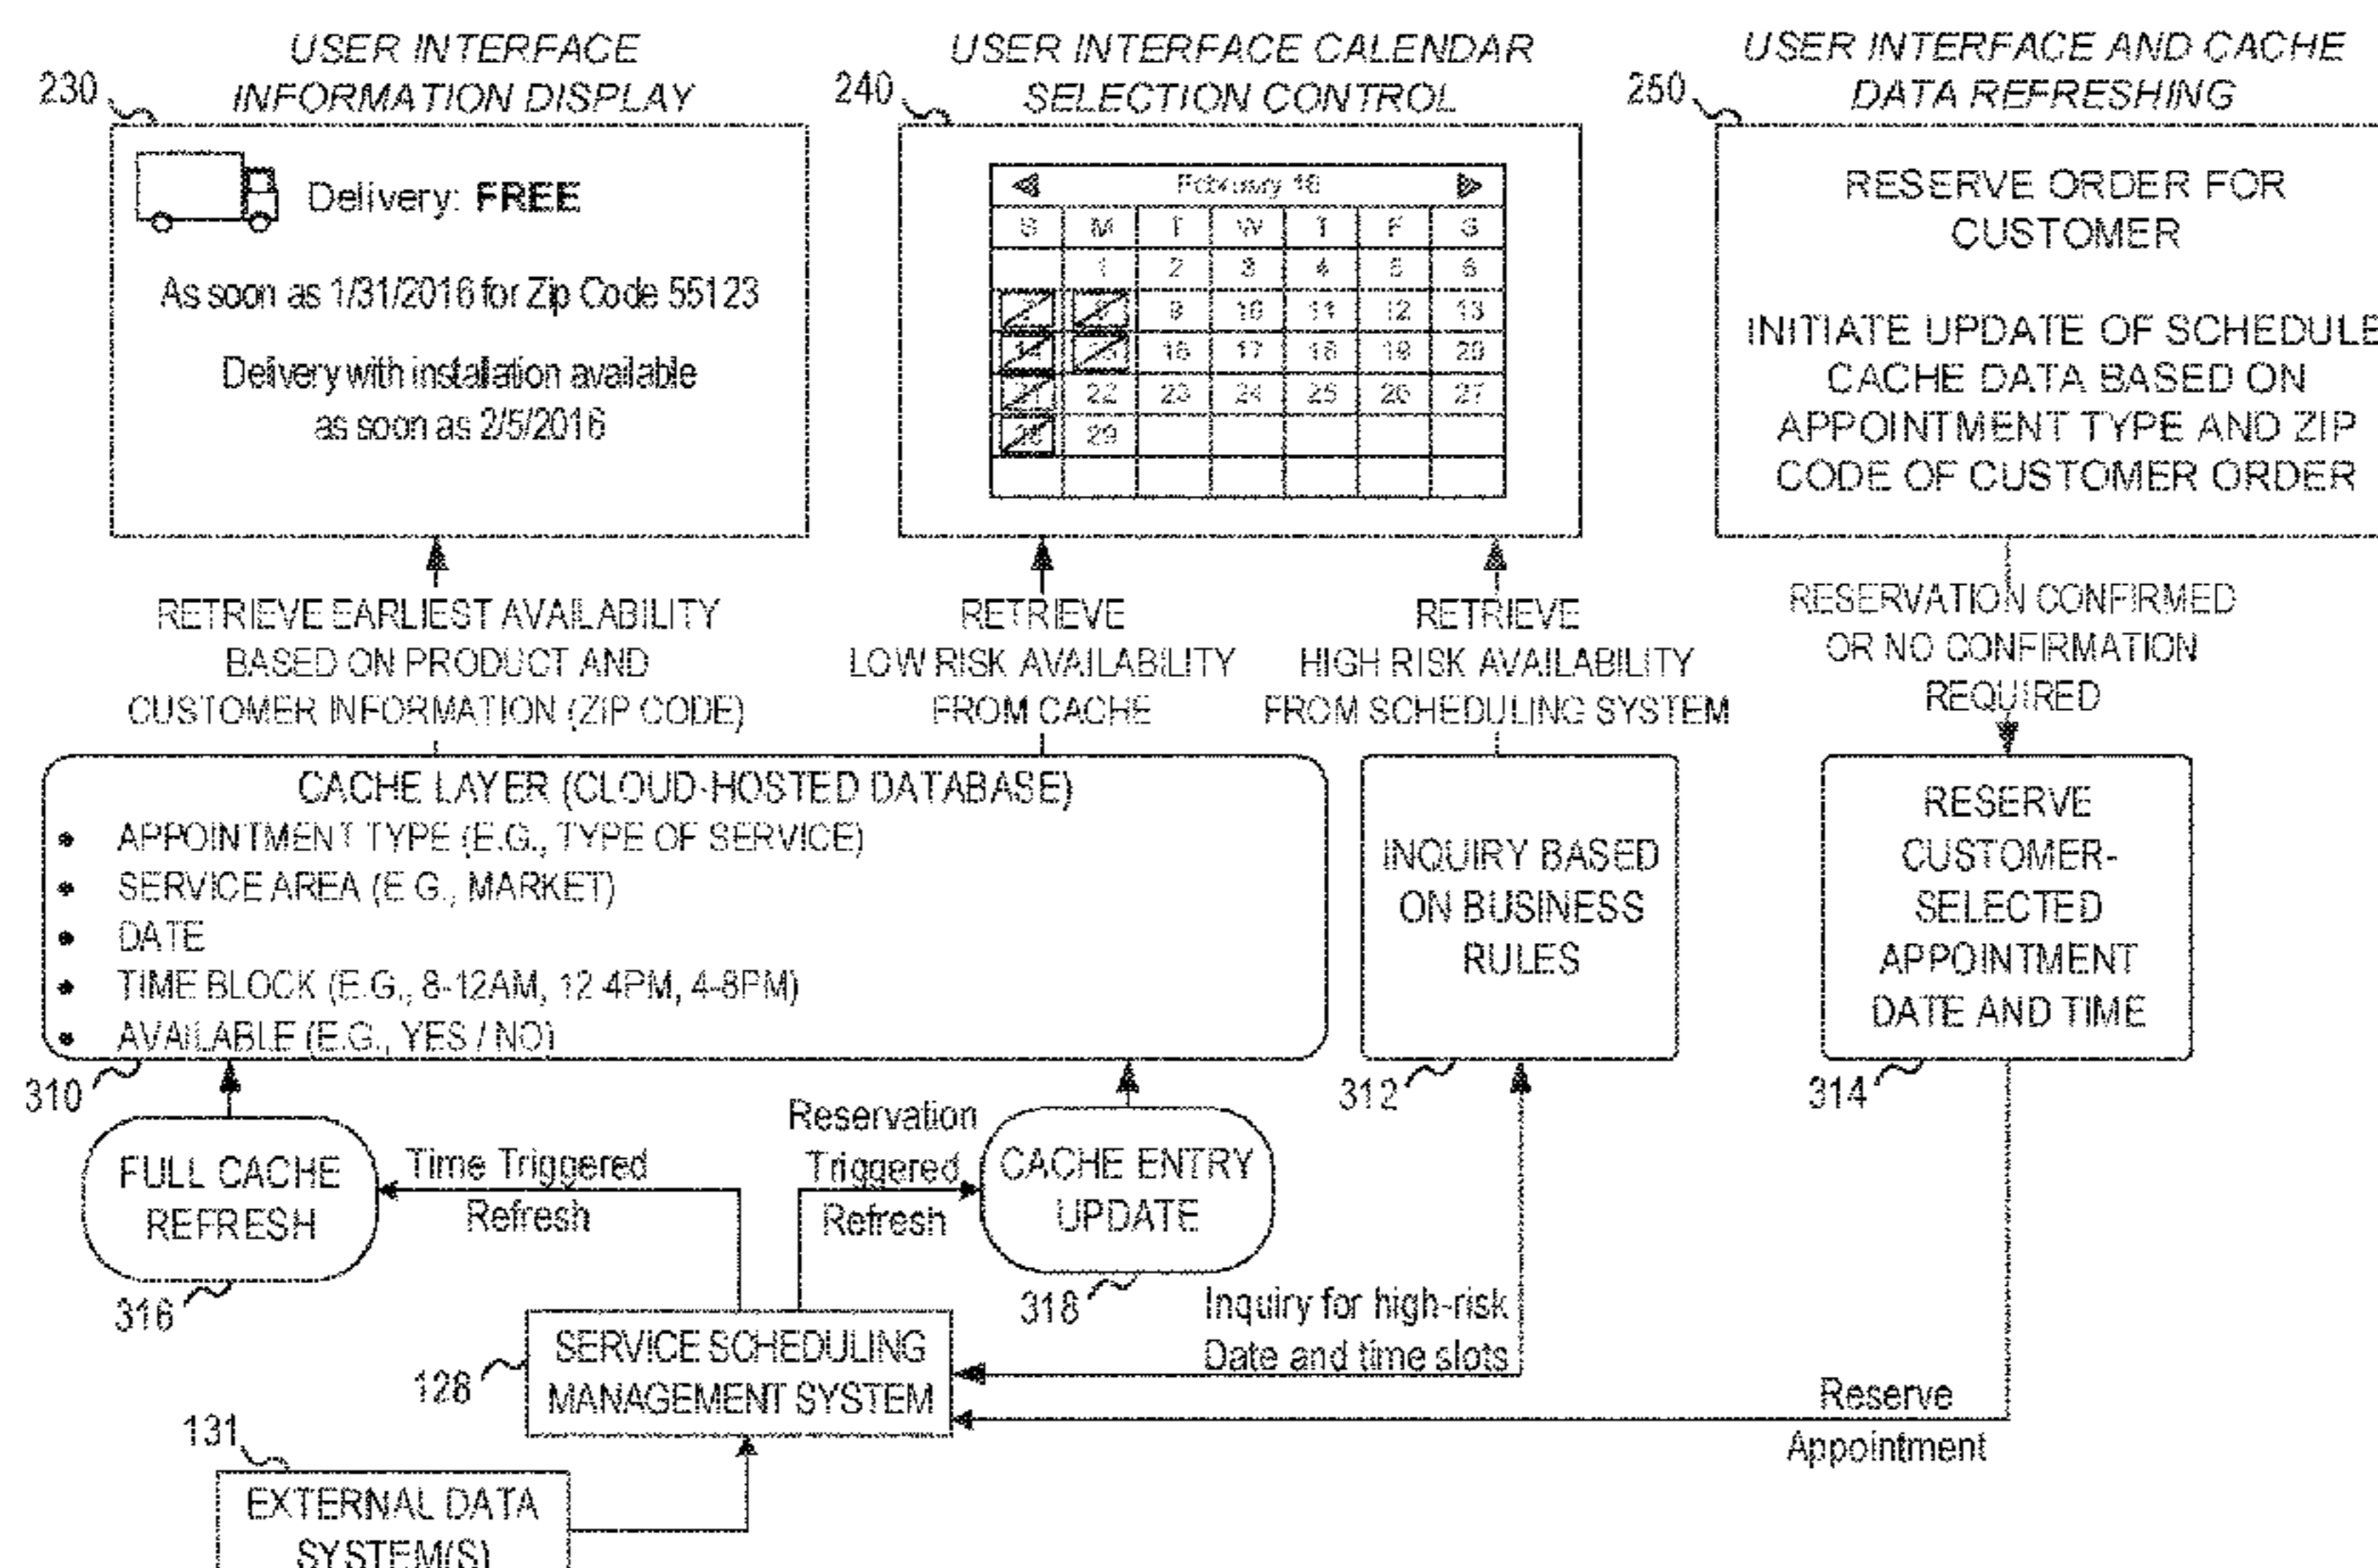 USER INTERFACE
INFORMATION DISPLAY
230
Delivery: FREE
As soon as 1/31/2016 for Zip Code 55123
Delivery with installation available
as soon as 2/5/2016
USER INTERFACE CALENDAR
SELECTION CONTROL
240
February 16
S M T W T F S
1 2 3 4 5 6
7 8 9 10 11 12 13
14 15 16 17 18 19 20
21 22 23 24 25 26 27
28 29
USER INTERFACE AND CACHE
DATA REFRESHING
250
RESERVE ORDER FOR
CUSTOMER
INITIATE UPDATE OF SCHEDULE
CACHE DATA BASED ON
APPOINTMENT TYPE AND ZIP
CODE OF CUSTOMER ORDER
RETRIEVE EARLIEST AVAILABILITY
BASED ON PRODUCT AND
CUSTOMER INFORMATION (ZIP CODE)
RETRIEVE
LOW RISK AVAILABILITY
FROM CACHE
RETRIEVE
HIGH RISK AVAILABILITY
FROM SCHEDULING SYSTEM
RESERVATION CONFIRMED
OR NO CONFIRMATION
REQUIRED
CACHE LAYER (CLOUD-HOSTED DATABASE)
• APPOINTMENT TYPE (E.G., TYPE OF SERVICE)
• SERVICE AREA (E.G., MARKET)
• DATE
• TIME BLOCK (E.G., 8-12AM, 12-4PM, 4-8PM)
• AVAILABLE (E.G., YES / NO)
310
INQUIRY BASED
ON BUSINESS
RULES
312
RESERVE
CUSTOMER-
SELECTED
APPOINTMENT
DATE AND TIME
314
FULL CACHE
REFRESH
316
Time Triggered
Refresh
Reservation
Triggered
Refresh
CACHE ENTRY
UPDATE
318
Inquiry for high-risk
Date and time slots
SERVICE SCHEDULING
MANAGEMENT SYSTEM
128
Reserve
Appointment
131
EXTERNAL DATA
SYSTEM(S)